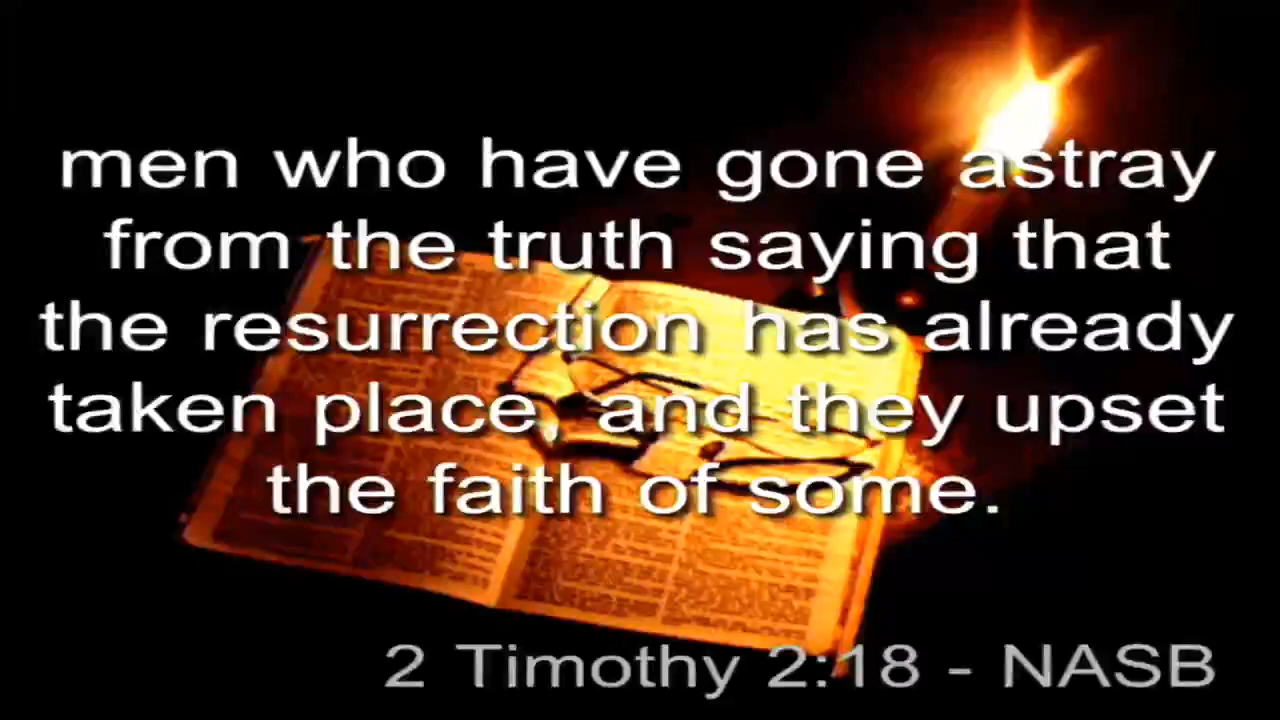 men who have gone astray
from the truth saying that
the resurrection has already
taken place, and they upset
the faith of some.
2 Timothy 2:18 - NASB